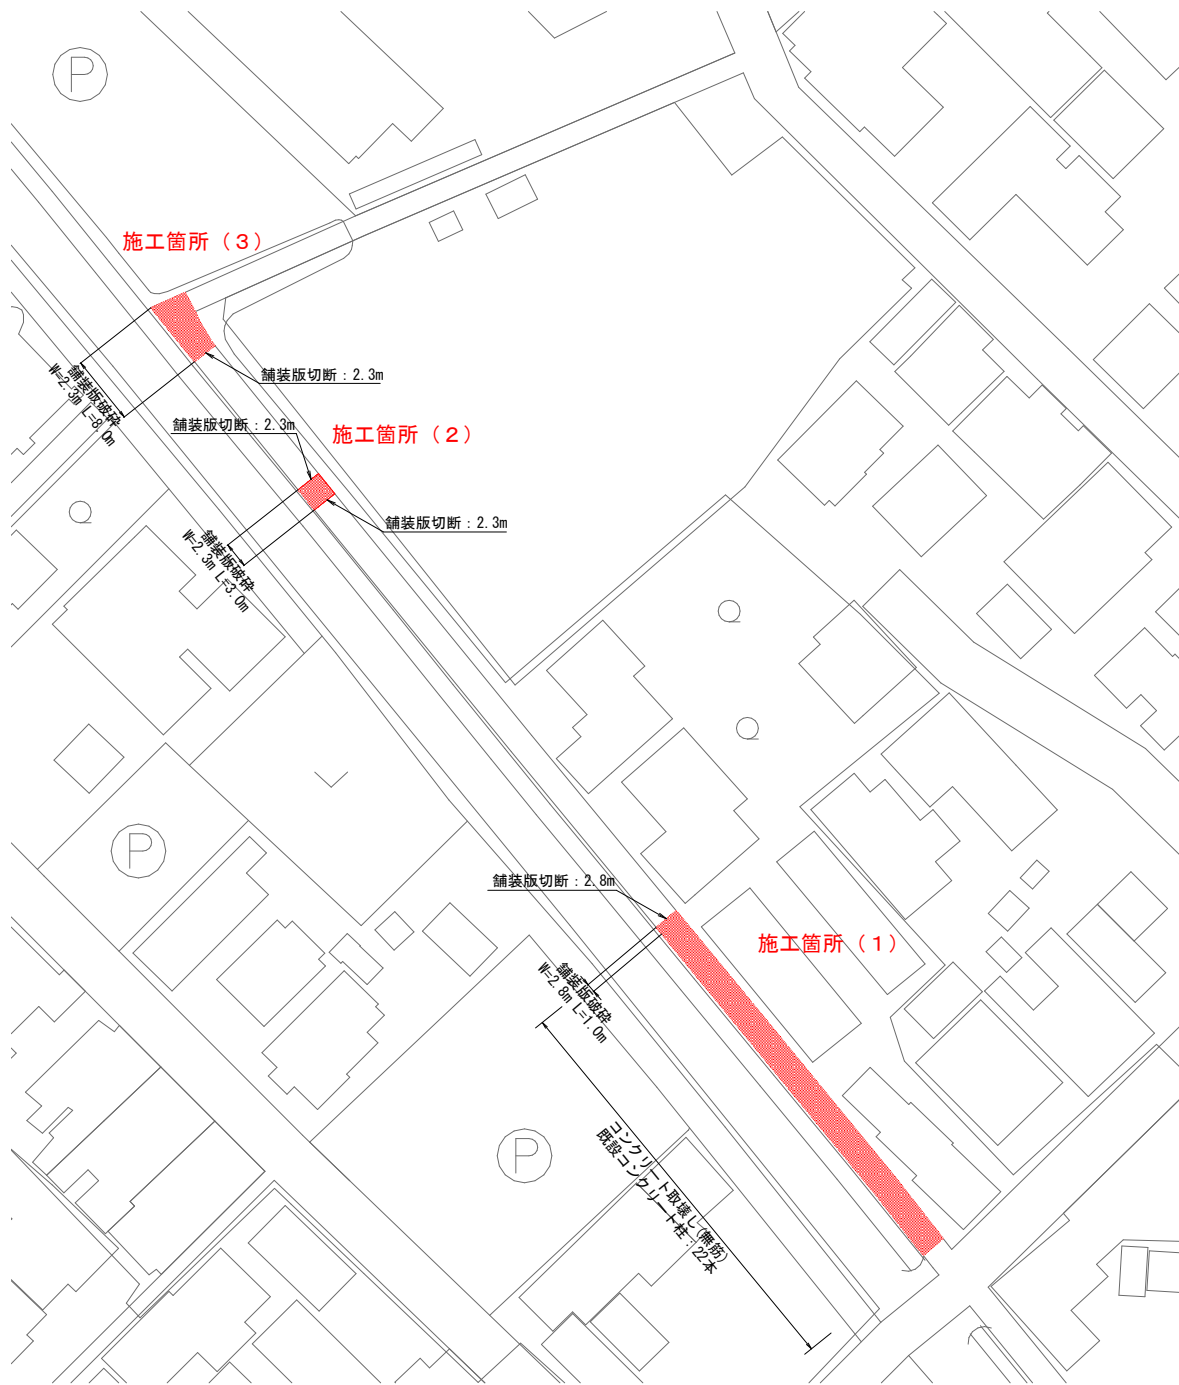 P
施工箇所（３）
舗装版切断：2.3m
舗装版破砕
W=2.3m L=8.0m
舗装版切断：2.3m
施工箇所（２）
舗装版切断：2.3m
舗装版破砕
W=2.3m L=3.0m
P
舗装版切断：2.8m
施工箇所（１）
舗装版破砕
W=2.8m L=1.0m
コンクリート取壊し(無筋)
既設コンクリート柱：22本
P